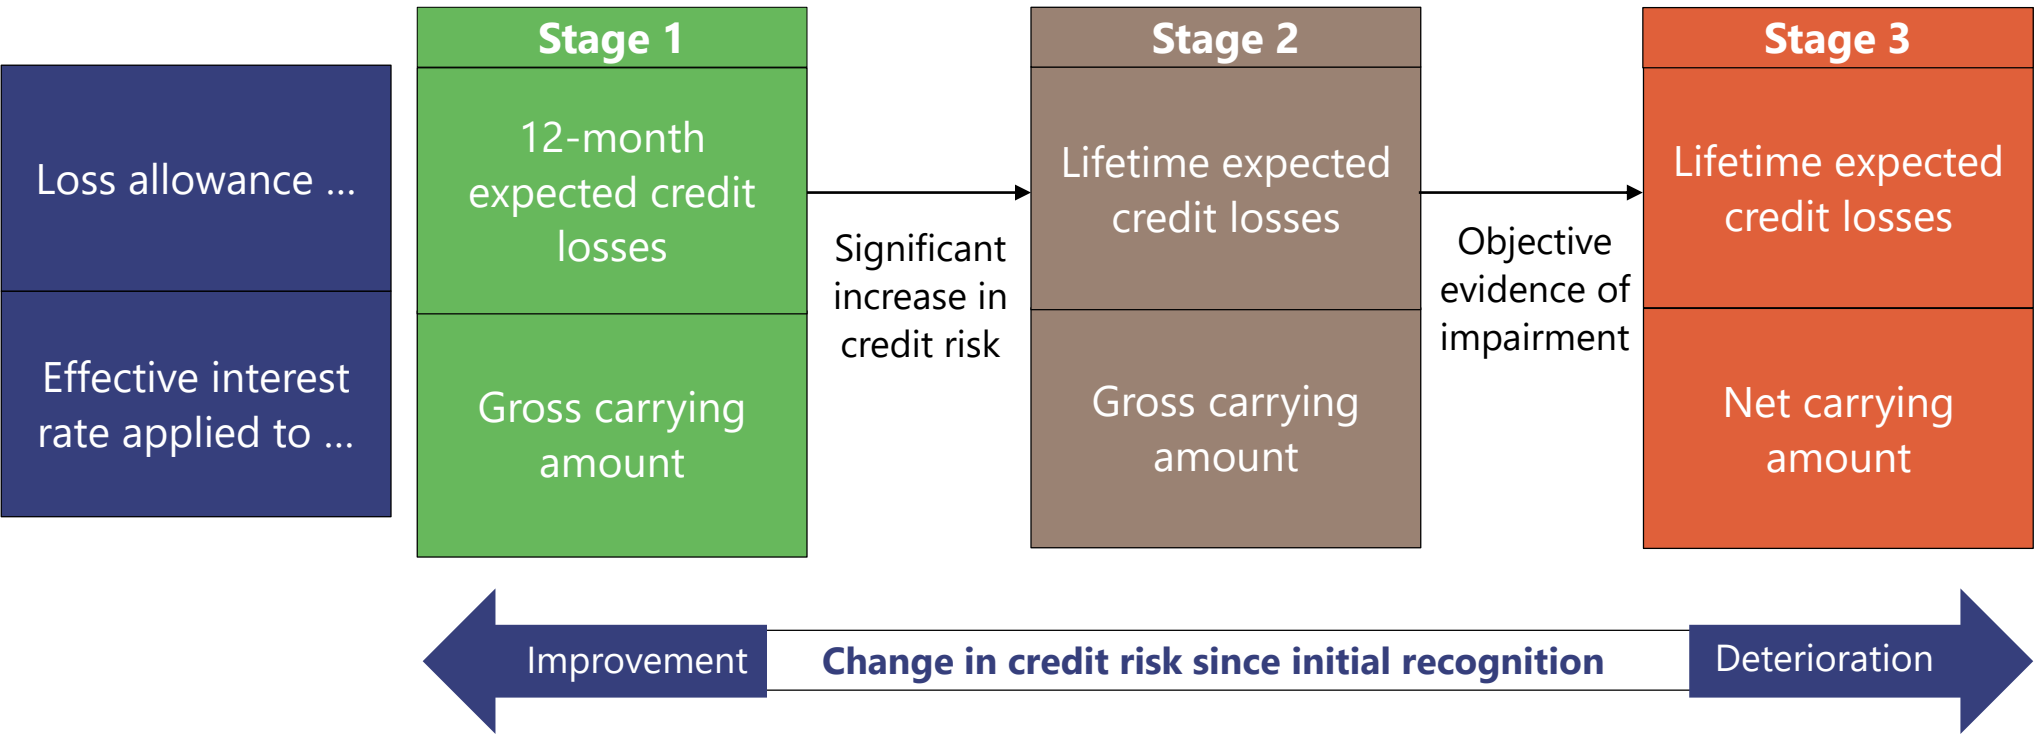 Stage 1
Stage 2
Stage 3
Loss allowance ...
12-month
expected credit
losses
Significant
increase in
credit risk
Lifetime expected
credit losses
Objective
evidence of
impairment
Lifetime expected
credit losses
Effective interest
rate applied to ...
Gross carrying
amount
Gross carrying
amount
Net carrying
amount
Improvement
Change in credit risk since initial recognition
Deterioration